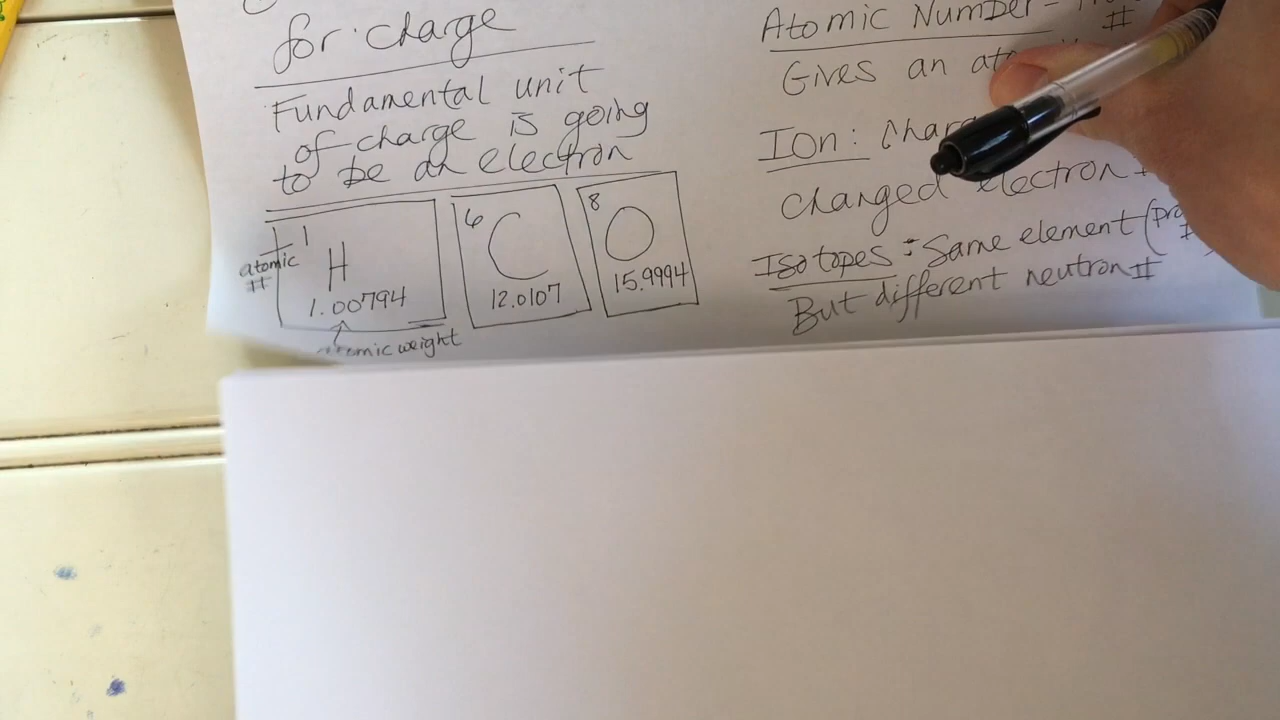 for charge
Fundamental unit
of charge is going
to be an electron
1
H
1.00794
atomic
#
atomic weight
6
C
12.0107
8
O
15.9994
Atomic Number -
#
Gives an
Ion:
Changed electron #
Isotopes: Same element
But different neutron #